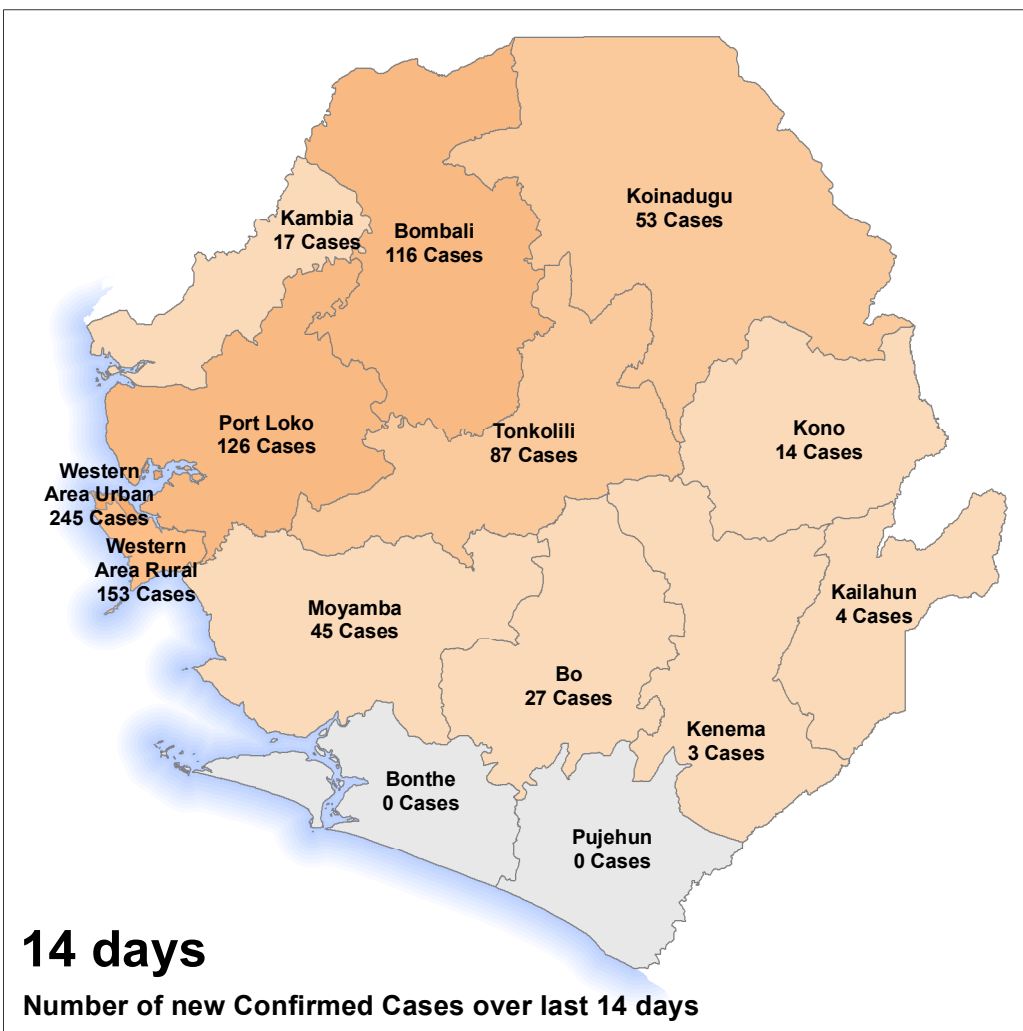 Koinadugu
53 Cases
Kambia
17 Cases
Bombali
116 Cases
Port Loko
126 Cases
Tonkolili
87 Cases
Kono
14 Cases
Western
Area Urban
245 Cases
Western
Area Rural
153 Cases
Moyamba
45 Cases
Kailahun
4 Cases
Bo
27 Cases
Kenema
3 Cases
Bonthe
0 Cases
Pujehun
0 Cases
14 days
Number of new Confirmed Cases over last 14 days